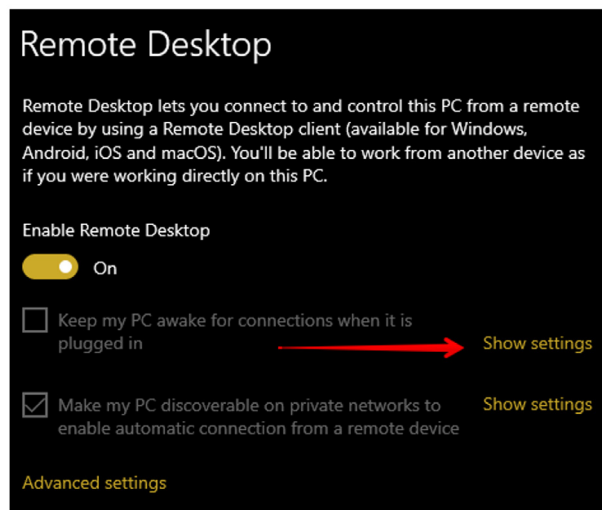 Remote Desktop
Remote Desktop lets you connect to and control this PC from a remote
device by using a Remote Desktop client (available for Windows,
Android, iOS and macOS). You'll be able to work from another device as
if you were working directly on this PC.
Enable Remote Desktop
On
Keep my PC awake for connections when it is
plugged in
Show settings
Make my PC discoverable on private networks to
enable automatic connection from a remote device
Show settings
Advanced settings